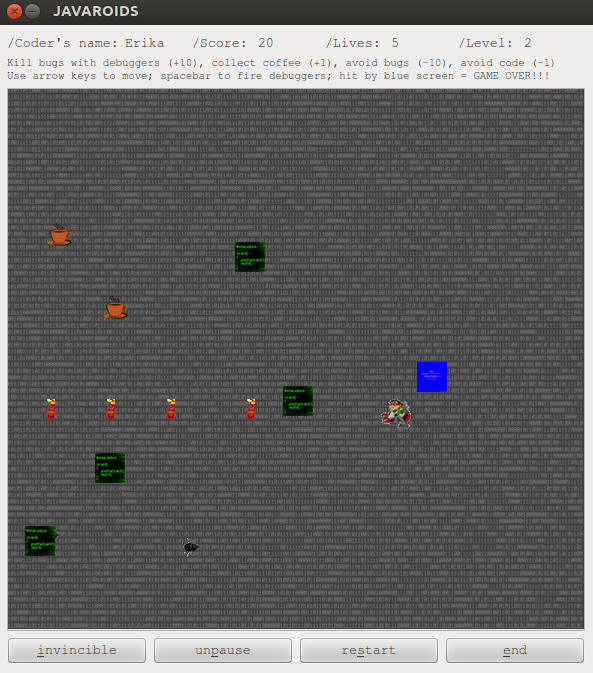 JAVAROIDS
/Coder's name: Erika /Score: 20 /Lives: 5 /Level: 2
Kill bugs with debuggers (+10), collect coffee (+1), avoid bugs (-10), avoid code (-1)
Use arrow keys to move; spacebar to fire debuggers; hit by blue screen = GAME OVER!!!
invincible unpause restart end